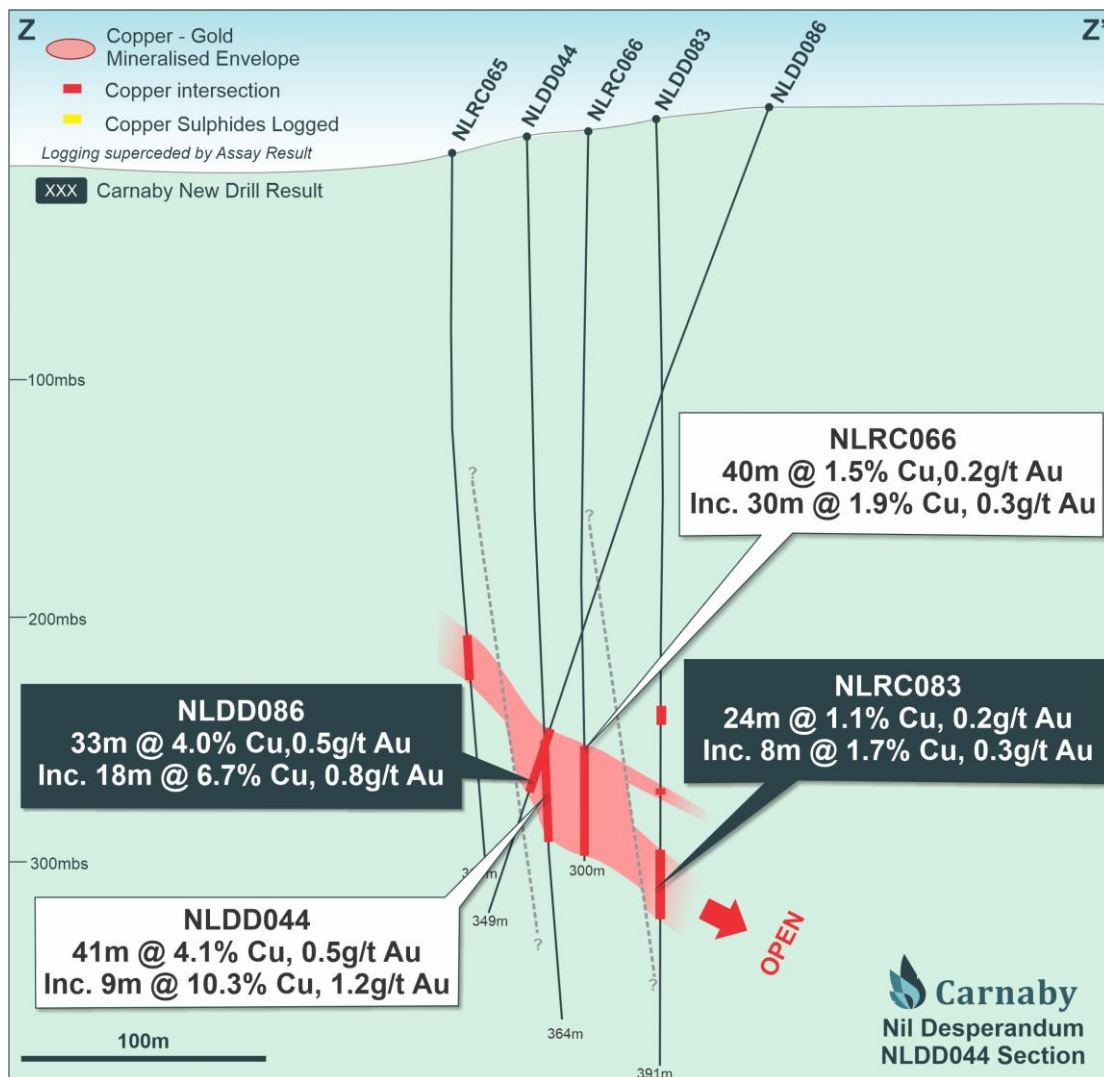 Z
Z'
Copper - Gold
Mineralised Envelope
Copper intersection
Copper Sulphides Logged
Logging superceded by Assay Result
XXX Carnaby New Drill Result
NLRC065
NLDD044
NLRC066
NLDD083
NLDD086
100mbs
200mbs
300mbs
?
?
NLRC066
40m @ 1.5% Cu,0.2g/t Au
Inc. 30m @ 1.9% Cu, 0.3g/t Au
NLDD086
33m @ 4.0% Cu,0.5g/t Au
Inc. 18m @ 6.7% Cu, 0.8g/t Au
NLRC083
24m @ 1.1% Cu, 0.2g/t Au
Inc. 8m @ 1.7% Cu, 0.3g/t Au
300m
349m
NLDD044
41m @ 4.1% Cu, 0.5g/t Au
Inc. 9m @ 10.3% Cu, 1.2g/t Au
?
?
OPEN
364m
391m
100m
Carnaby
Nil Desperandum
NLDD044 Section